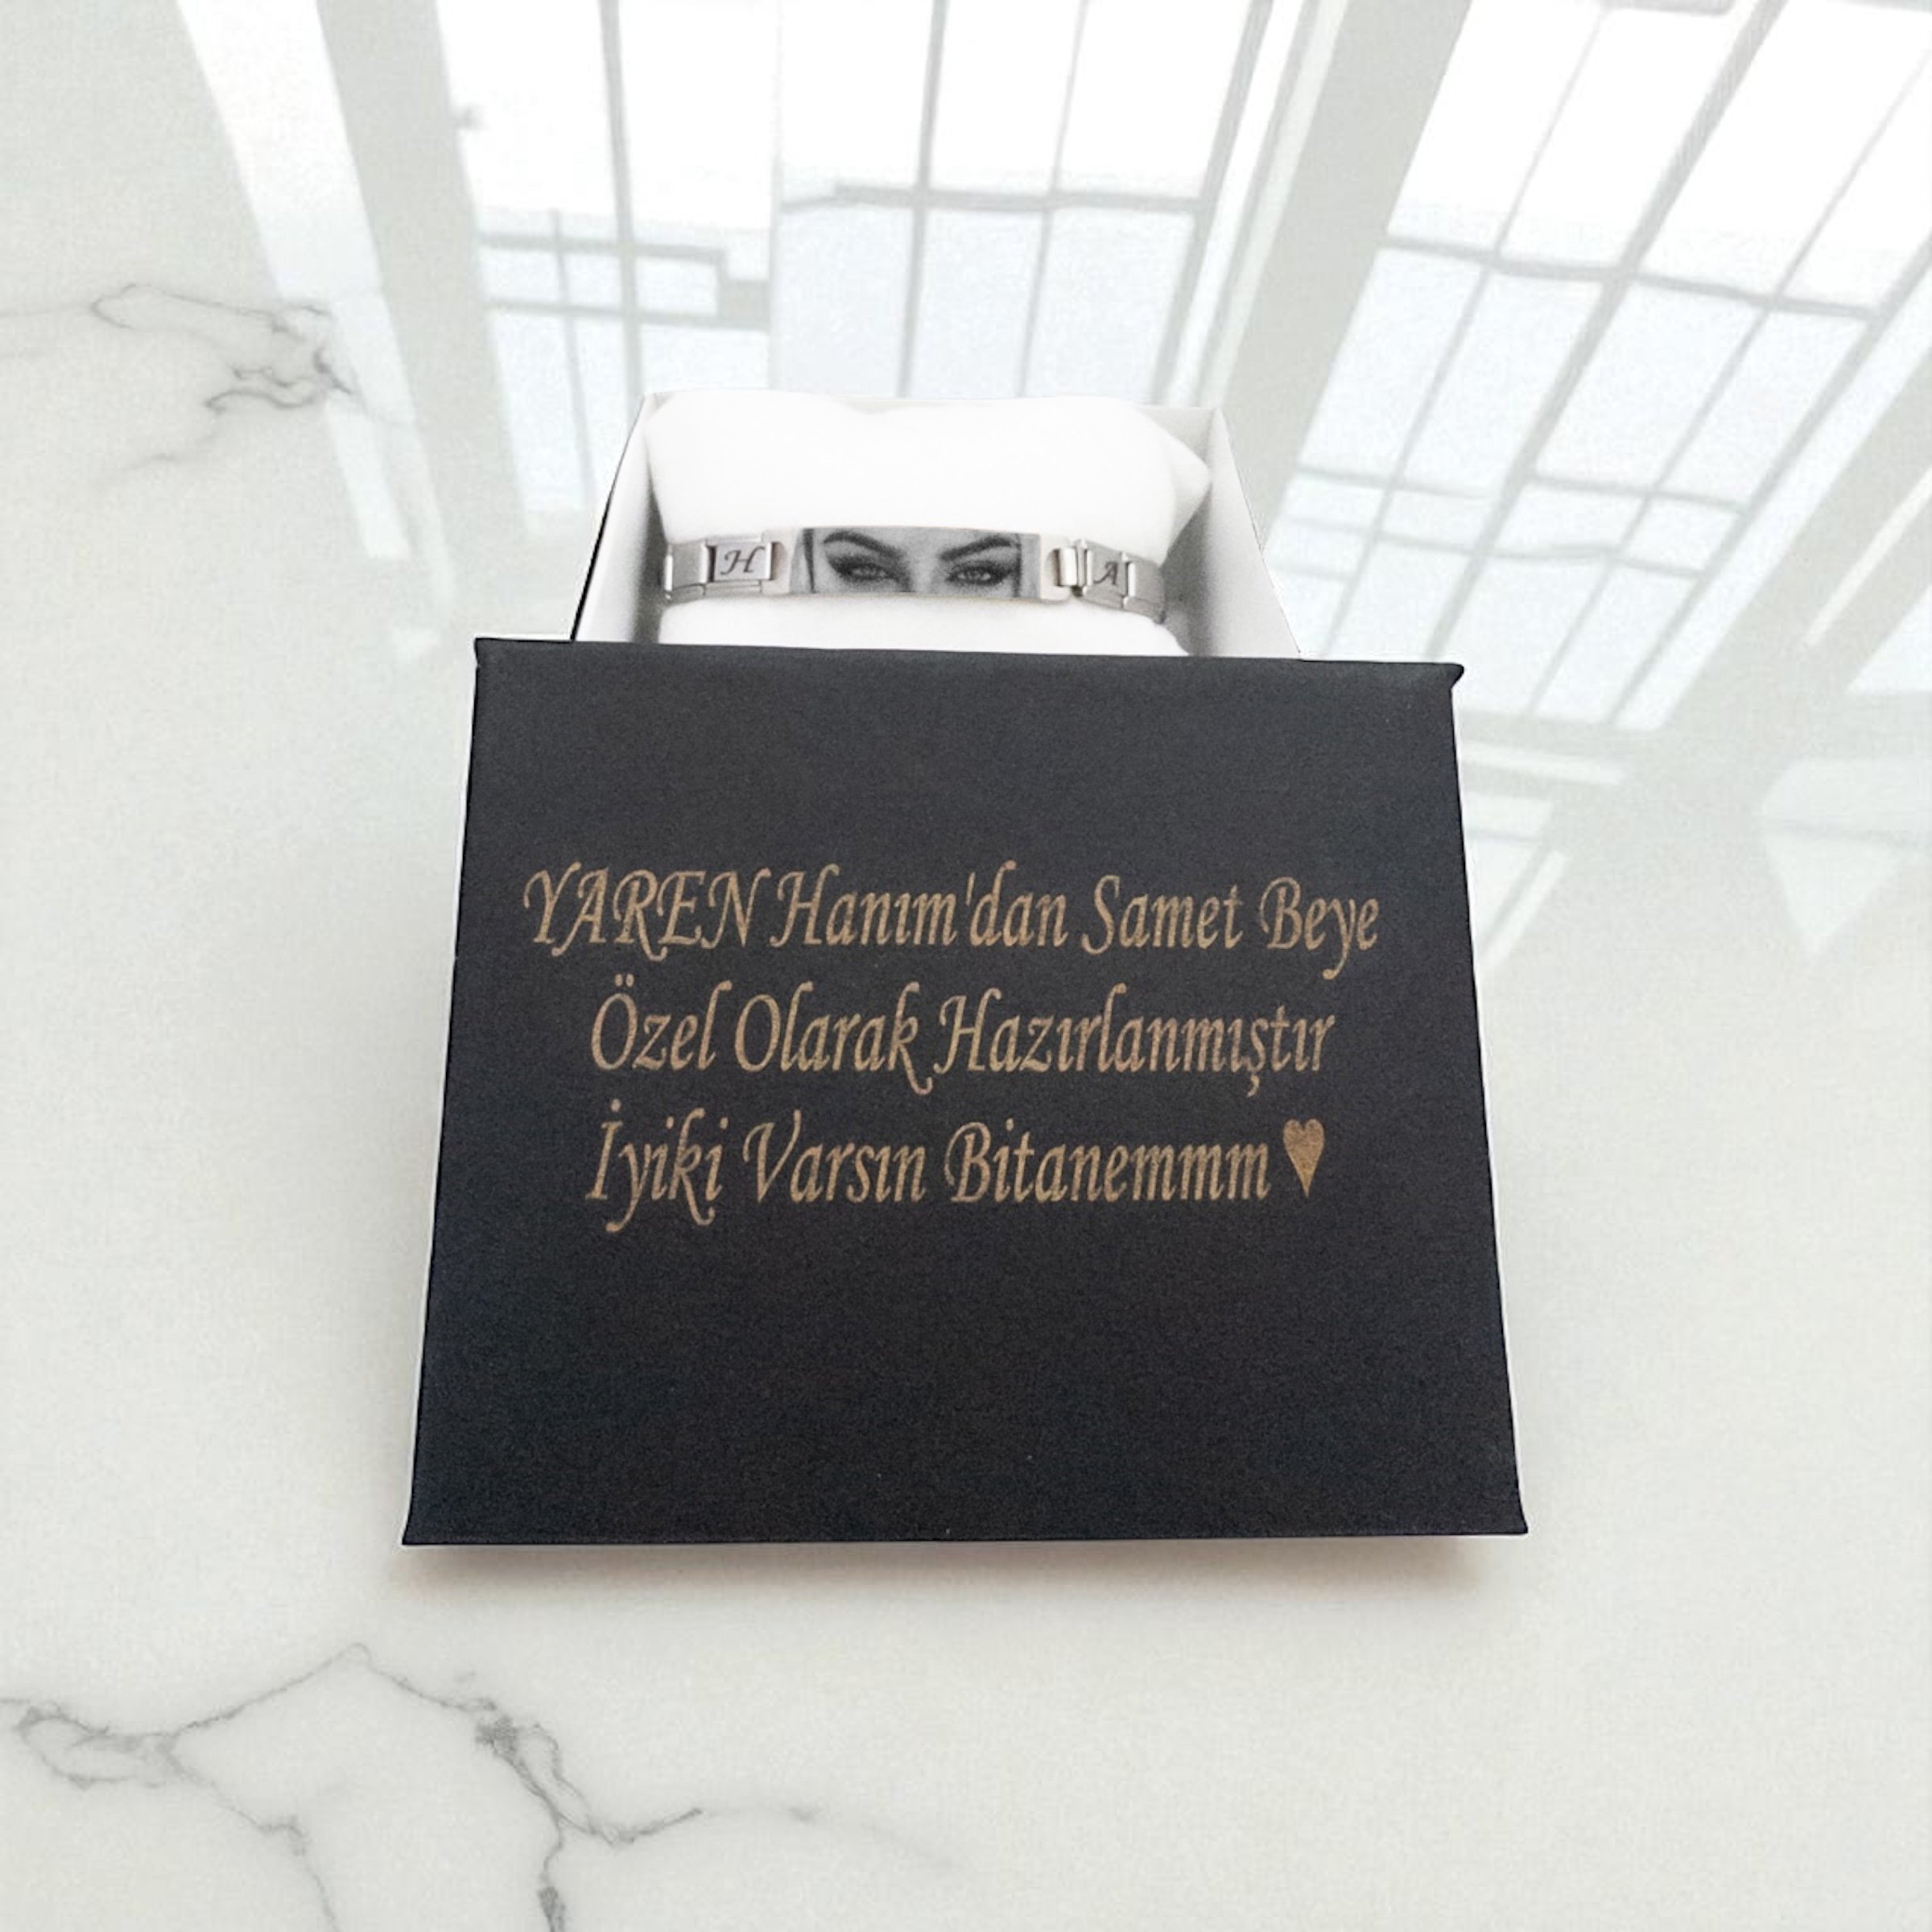 H A
YAREN Hanım'dan Samet Beye
Özel Olarak Hazırlanmıştır
İyiki Varsın Bitanemmm ♥